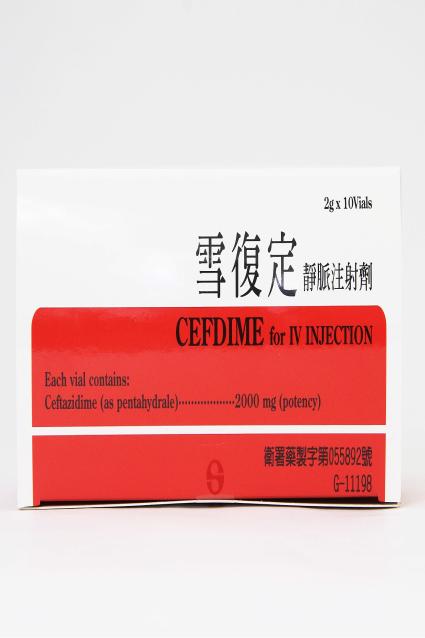 2g x 10Vials
雪復定 靜脈注射劑
CEFDIME for IV INJECTION
Each vial contains:
Ceftazidime (as pentahydrale)··················2000 mg (potency)
衛署藥製字第055892號
G-11198